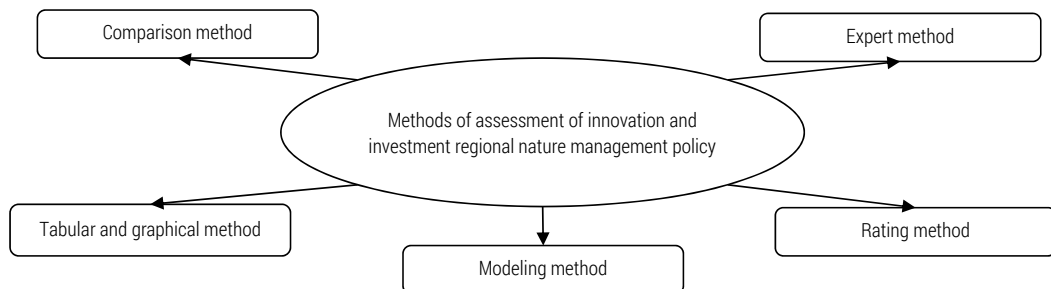 Comparison method
Expert method
Methods of assessment of innovation and
investment regional nature management policy
Tabular and graphical method
Rating method
Modeling method